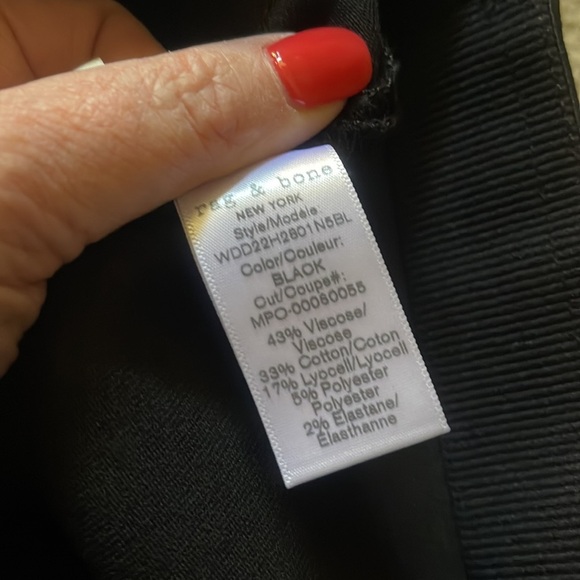 rag & bone
NEW YORK
Style/Modèle
WDD22H2801N5BL
Color/Couleur:
BLACK
Cut/Coupe#:
MPO-00080055
43% Viscose/
Viscose
33% Cotton/Coton
17% Lyocell/Lyocell
5% Polyester
Polyester
2% Elastane/
Elasthanne